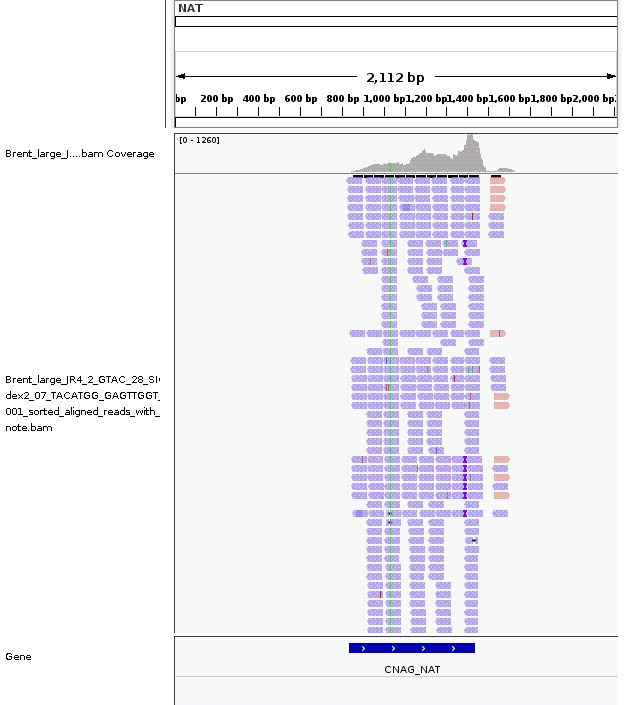 NAT
2,112 bp
bp 200 bp 400 bp 600 bp 800 bp 1,000 bp 1,200 bp 1,400 bp 1,600 bp 1,800 bp 2,000 bp
Brent_large_J....bam Coverage
[0 - 1260]
Brent_large_JR4_2_GTAC_28_SI
dex2_07_TACATGG_GAGTTGGT_
001_sorted_aligned_reads_with_
note.bam
Gene
CNAG_NAT